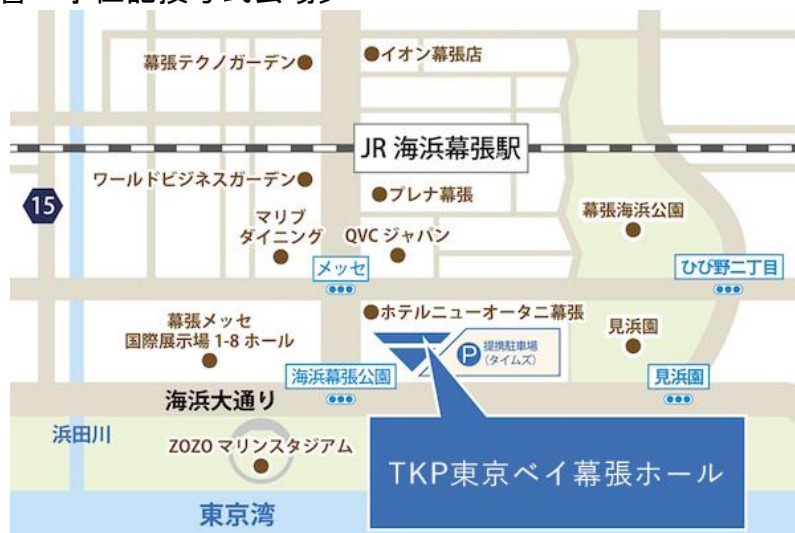 幕張テクノガーデン
イオン幕張店
JR 海浜幕張駅
ワールドビジネスガーデン
プレナ幕張
15
マリブ
ダイニング
QVC ジャパン
幕張海浜公園
メッセ
ひび野二丁目
ホテルニューオータニ幕張
幕張メッセ
国際展示場 1-8 ホール
P
提携駐車場
(タイムズ)
見浜園
海浜幕張公園
見浜園
海浜大通り
浜田川
ZOZO マリンスタジアム
TKP東京ベイ幕張ホール
東京湾